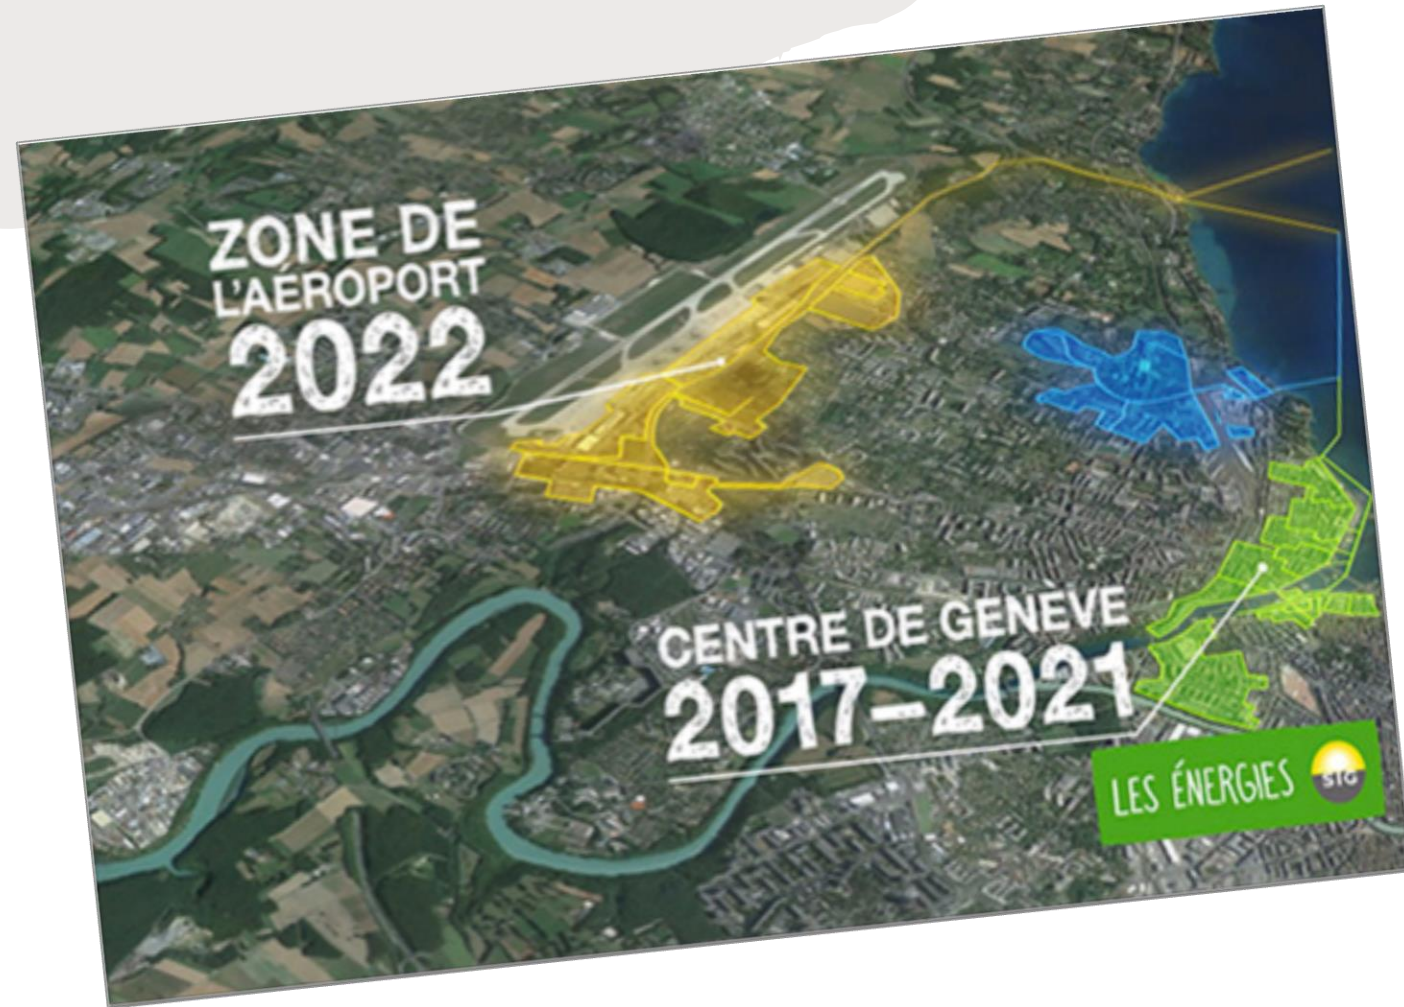 ZONE DE
L'AÉROPORT
2022
CENTRE DE GENÈVE
2017–2021
LES ÉNERGIES
SIG